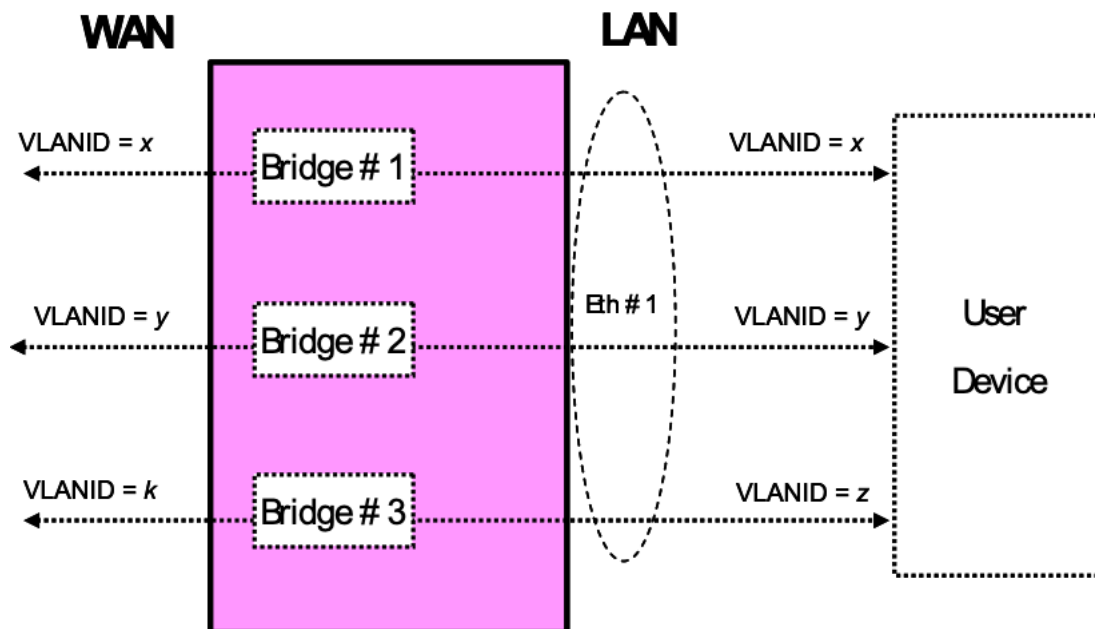 WAN
LAN
VLANID = x
Bridge # 1
VLANID = x
VLANID = y
Bridge # 2
Eth # 1
VLANID = y
User
Device
VLANID = k
Bridge # 3
VLANID = z